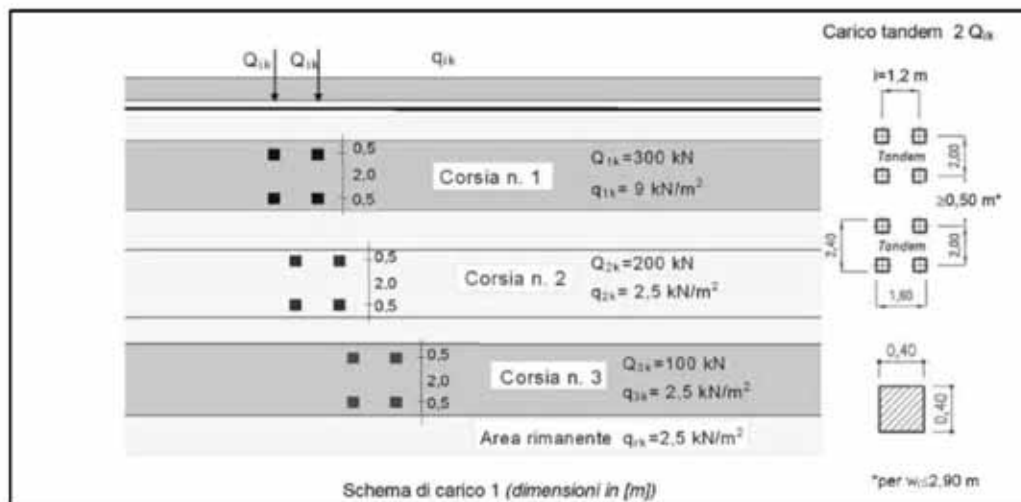 Carico tandem 2 Qik
Qik Qik qik
l=1,2 m
0,5
2,0
0,5
Corsia n. 1
Q1k=300 kN
q1k= 9 kN/m²
Tandem
2,00
≥0,50 m*
0,5
2,0
0,5
Corsia n. 2
Q2k=200 kN
q2k= 2,5 kN/m²
2,40
Tandem
2,00
1,60
0,5
2,0
0,5
Corsia n. 3
Q3k=100 kN
q3k= 2,5 kN/m²
0,40
0,40
Area rimanente qrk=2,5 kN/m²
Schema di carico 1 (dimensioni in [m])
*per wl≤2,90 m